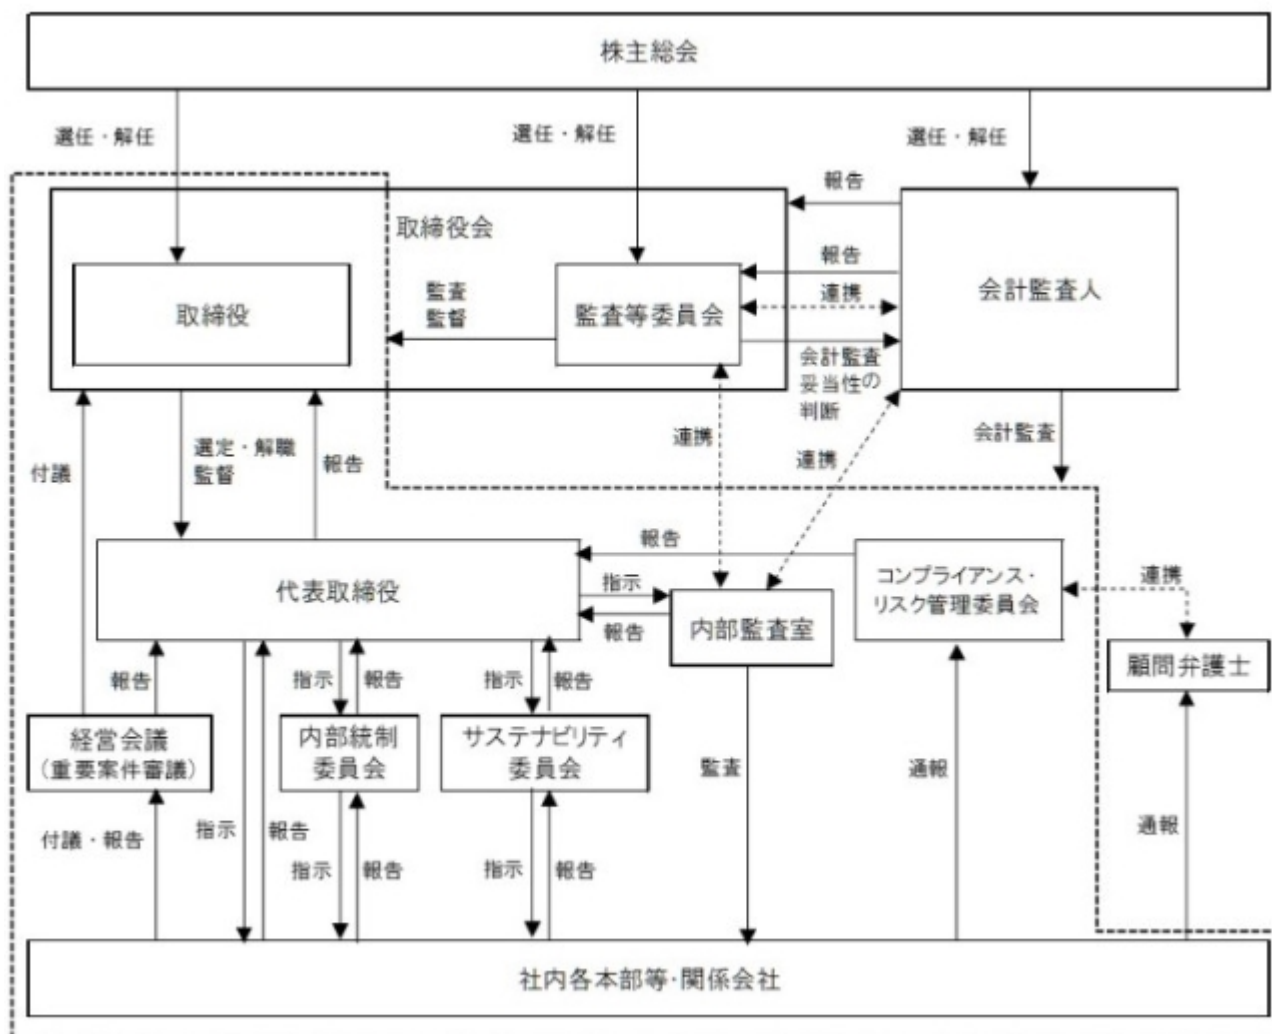 株主総会
選任・解任
選任・解任
選任・解任
報告
取締役会
報告
会計監査人
監査
監督
取締役
監査等委員会
連携
会計監査
妥当性の
判断
連携
会計監査
付議
選定・解職
監督
報告
連携
報告
代表取締役
指示
コンプライアンス・
リスク管理委員会
連携
報告
内部監査室
顧問弁護士
報告
指示
報告
指示
報告
経営会議
(重要案件審議)
内部統制
委員会
サステナビリティ
委員会
監査
通報
付議・報告
指示
報告
指示
報告
指示
報告
通報
社内各本部等・関係会社